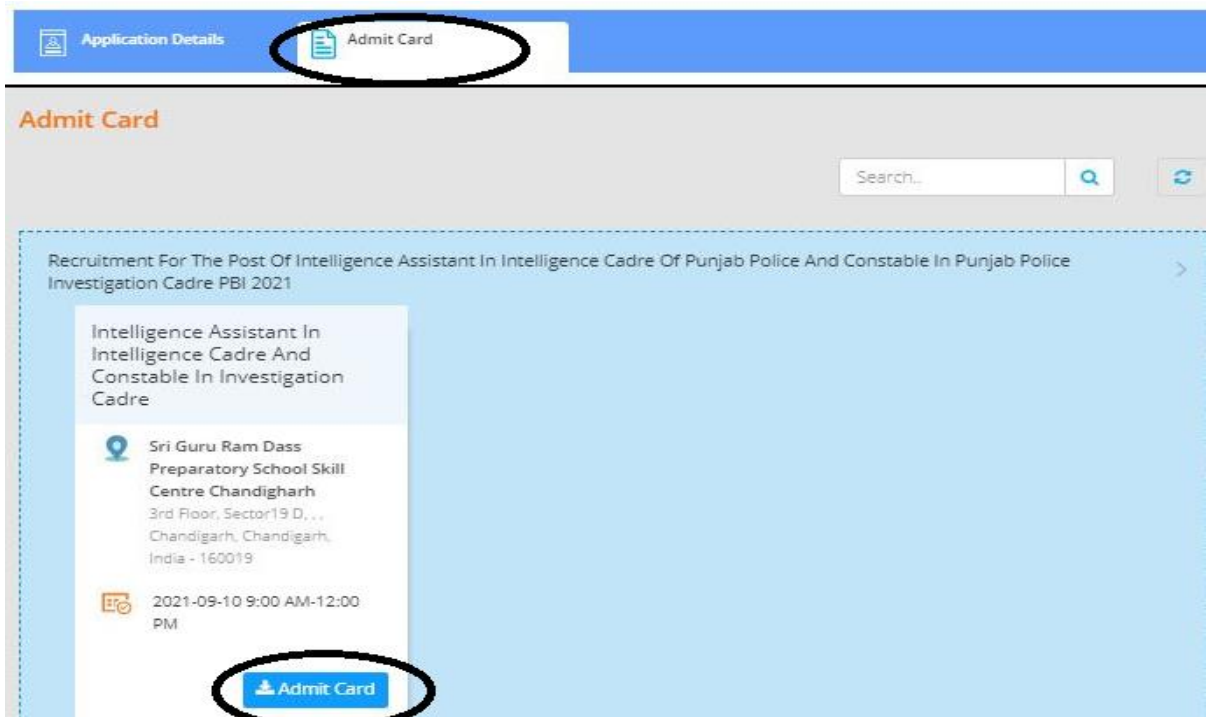 Application Details
Admit Card
Admit Card
Search..
Recruitment For The Post Of Intelligence Assistant In Intelligence Cadre Of Punjab Police And Constable In Punjab Police
Investigation Cadre PBI 2021
Intelligence Assistant In
Intelligence Cadre And
Constable In Investigation
Cadre
Sri Guru Ram Dass
Preparatory School Skill
Centre Chandigharh
3rd Floor, Sector19 D, , ,
Chandigarh, Chandigarh,
India - 160019
2021-09-10 9:00 AM-12:00
PM
Admit Card